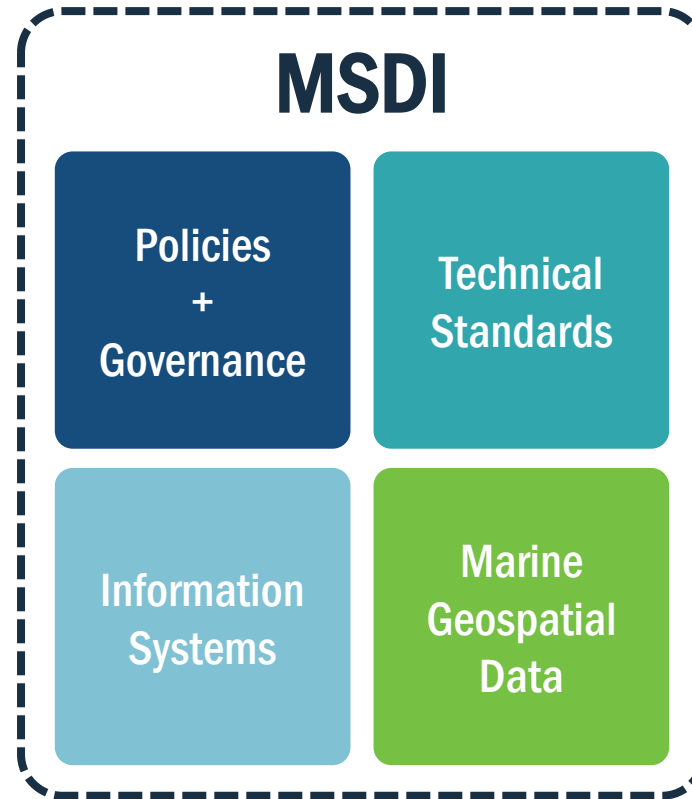 MSDI
Policies
+
Governance
Technical
Standards
Information
Systems
Marine
Geospatial
Data